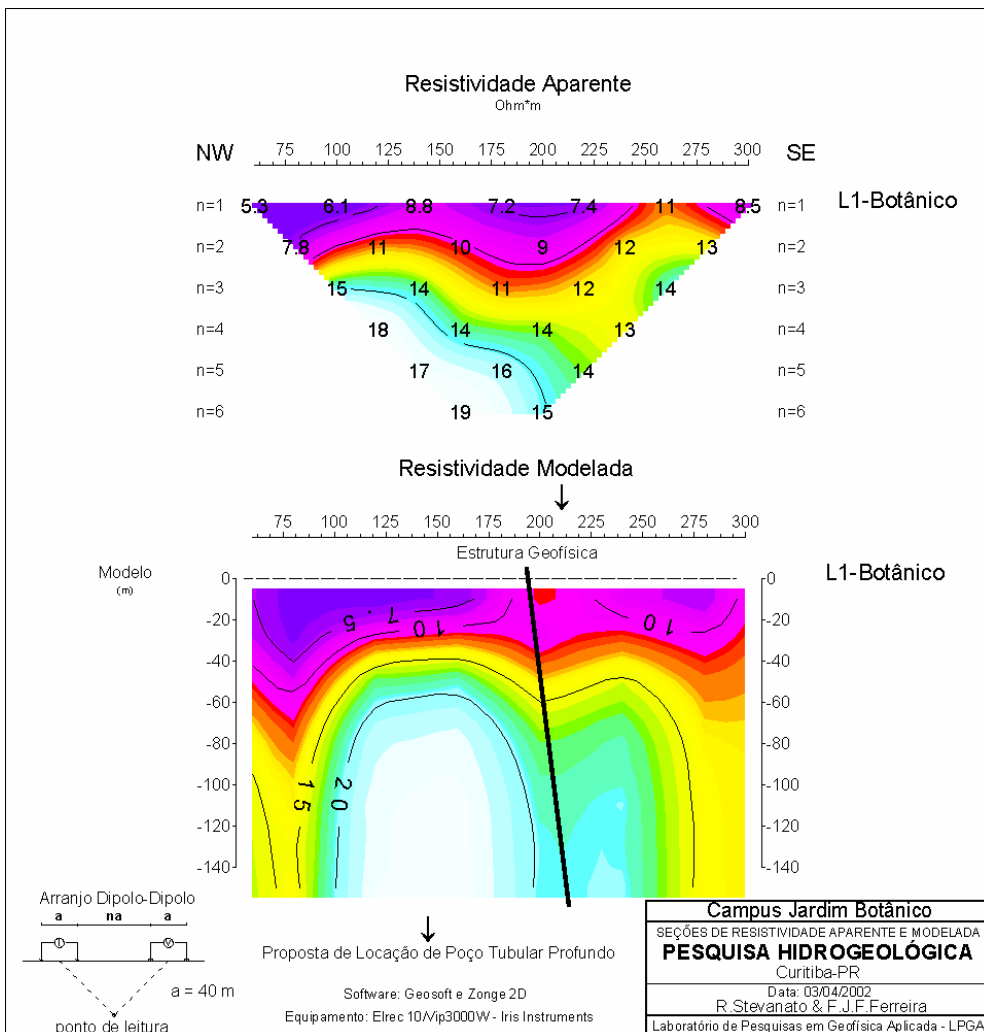 Resistividade Aparente
Ohm*m
NW 75 100 125 150 175 200 225 250 275 300 SE
L1-Botânico
n=1 5.3 6.1 8.8 7.2 7.4 11 8.5 n=1
n=2 7.8 11 10 9 12 13 n=2
n=3 15 14 11 12 14 n=3
n=4 18 14 14 13 n=4
n=5 17 16 14 n=5
n=6 19 15 n=6
Resistividade Modelada
75 100 125 150 175 200 225 250 275 300
Estrutura Geofísica
Modelo
(m)
L1-Botânico
0 0
-20 -20
-40 -40
-60 -60
-80 -80
-100 -100
-120 -120
-140 -140
7.5
10
10
15
20
Arranjo Dipolo-Dipolo
a na a
I V
a = 40 m
ponto de leitura
Proposta de Locação de Poço Tubular Profundo
Software: Geosoft e Zonge 2D
Equipamento: Elrec 10/Vip3000W - Iris Instruments
Campus Jardim Botânico
SEÇÕES DE RESISTIVIDADE APARENTE E MODELADA
PESQUISA HIDROGEOLÓGICA
Curitiba-PR
Data: 03/04/2002
R.Stevanato & F.J.F.Ferreira
Laboratório de Pesquisas em Geofísica Aplicada - LPGA